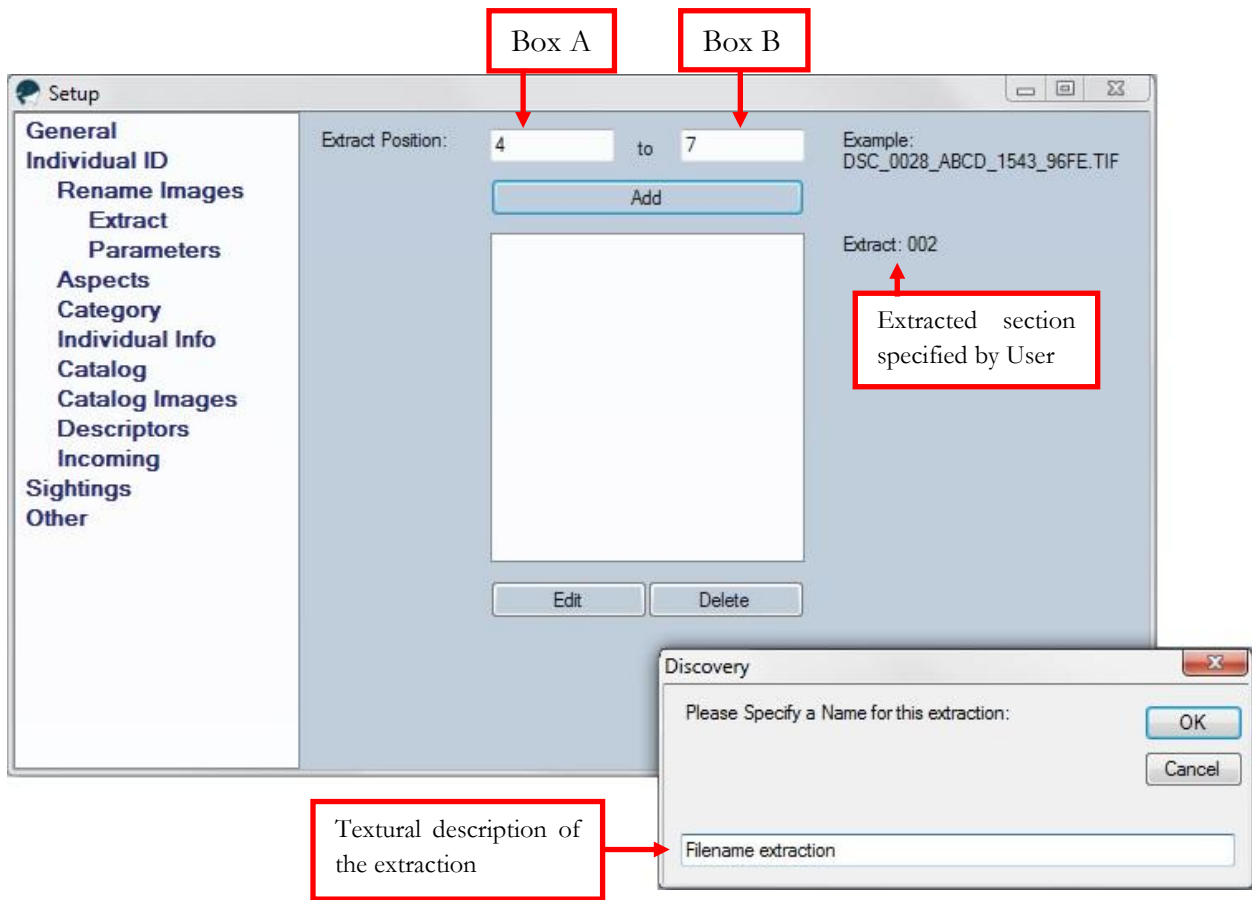 Box A
Box B
Setup
General
Individual ID
Rename Images
Extract
Parameters
Aspects
Category
Individual Info
Catalog
Catalog Images
Descriptors
Incoming
Sightings
Other
Extract Position:
4
to
7
Add
Example:
DSC_0028_ABCD_1543_96FE.TIF
Extract: 002
Extracted section
specified by User
Edit
Delete
Discovery
Please Specify a Name for this extraction:
OK
Cancel
Textural description of
the extraction
Filename extraction